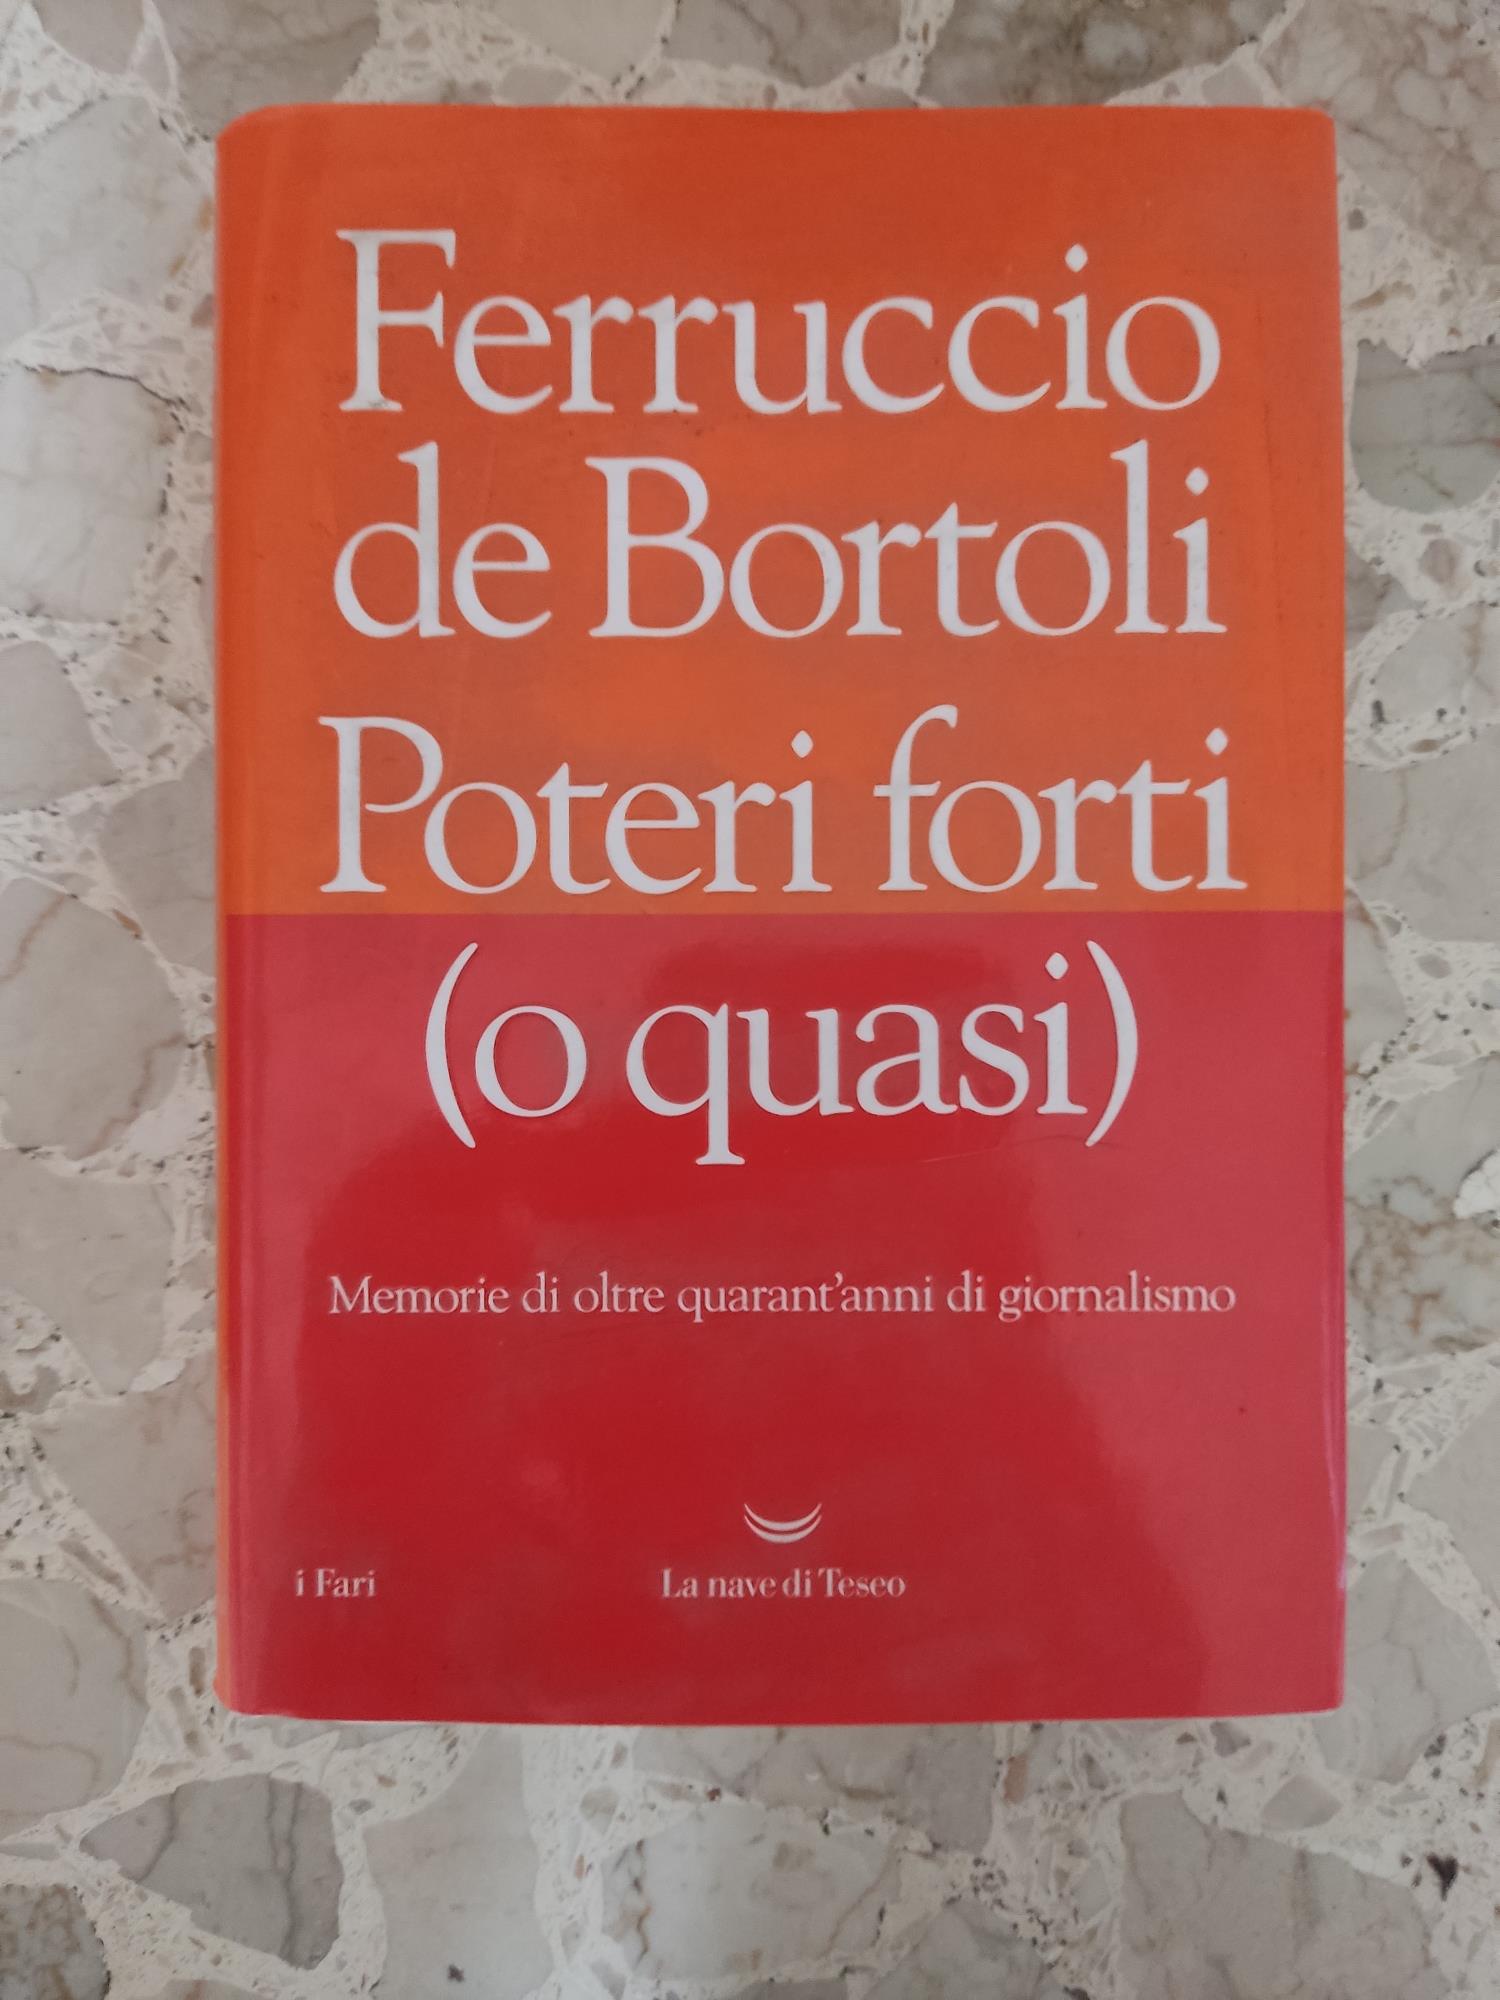 Ferruccio
de Bortoli
Poteri forti
(o quasi)
Memorie di oltre quarant'anni di giornalismo
i Fari
La nave di Teseo